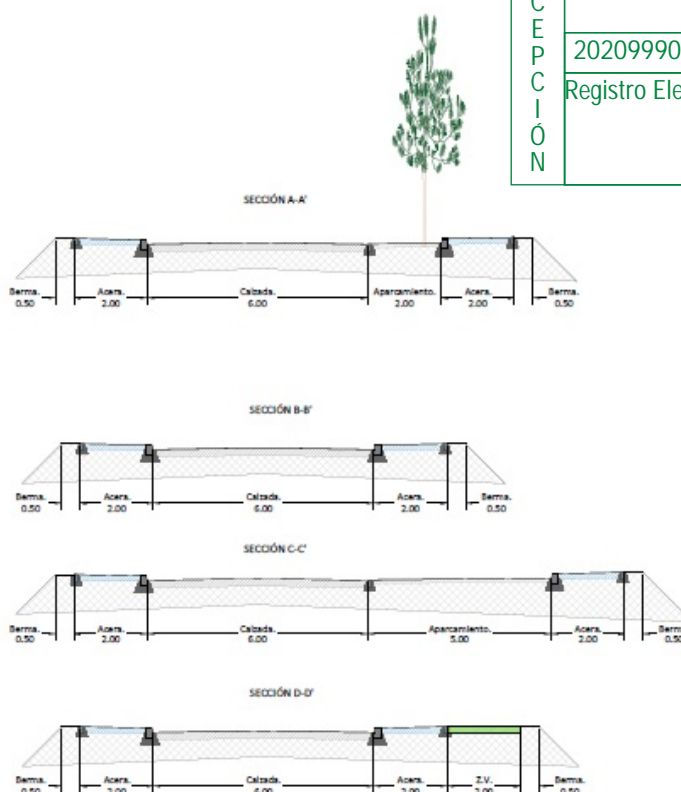 C
E
P
C
I
Ó
N
20209990
Registro Ele
SECCIÓN A-A'
Berma. Acera. Calzada. Aparcamiento. Acera. Berma.
0.50 2.00 6.00 2.00 2.00 0.50
SECCIÓN B-B'
Berma. Acera. Calzada. Acera. Berma.
0.50 2.00 6.00 2.00 0.50
SECCIÓN C-C'
Berma. Acera. Calzada. Aparcamiento. Acera. Berm
0.50 2.00 6.00 5.00 2.00 0.50
SECCIÓN D-D'
Berma. Acera. Calzada. Acera. Z.V. Berma.
0.50 2.00 6.00 2.00 2.00 0.50